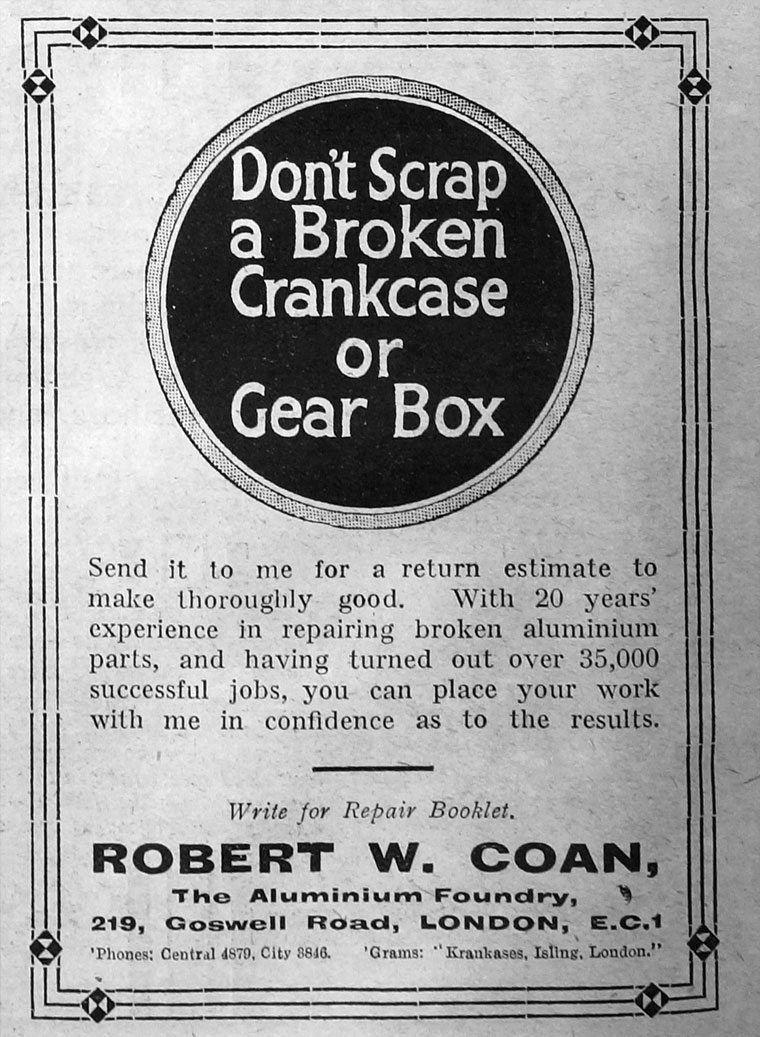 Don't Scrap
a Broken
Crankcase
or
Gear Box
Send it to me for a return estimate to
make thoroughly good. With 20 years'
experience in repairing broken aluminium
parts, and having turned out over 35,000
successful jobs, you can place your work
with me in confidence as to the results.
Write for Repair Booklet.
ROBERT W. COAN,
The Aluminium Foundry,
219, Goswell Road, LONDON, E.C.1
'Phones: Central 4879, City 3846. 'Grams: "Krankases, Isling, London."